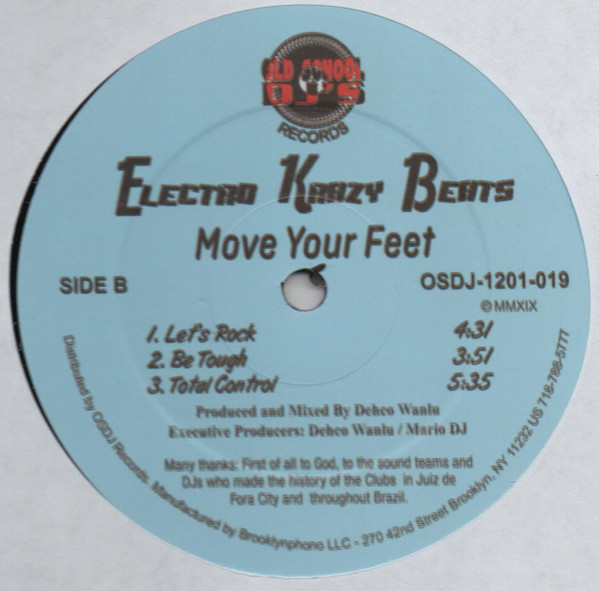 OLD SCHOOL
DJ'S
RECORDS
ELECTRO KRAZY BEATS
Move Your Feet
SIDE B
OSDJ-1201-019
© MMXIX
1. Let's Rock 4:31
2. Be Tough 3:51
3. Total Control 5:35
Produced and Mixed By Dehco Wanlu
Executive Producers: Dehco Wanlu / Mario DJ
Many thanks: First of all to God, to the sound teams and
DJs who made the history of the Clubs in Juiz de
Fora City and throughout Brazil.
Distributed by OSDJ Records. Manufactured by Brooklynphono LLC - 270 42nd Street Brooklyn, NY 11232 US 718-788-5777